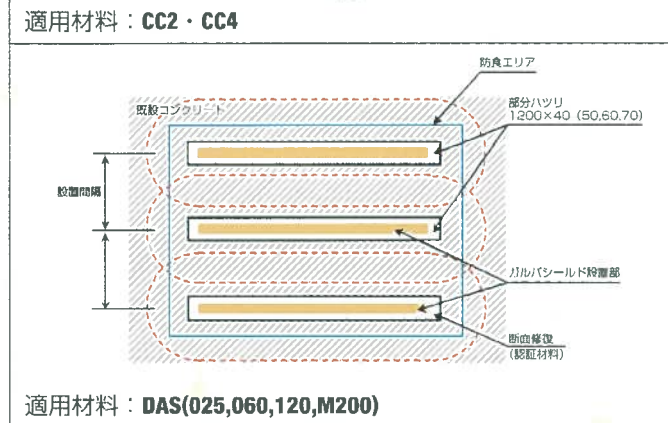 適用材料：CC2・CC4
防食エリア
既設コンクリート
部分ハツリ
1200×40（50,60,70）
設置間隔
ガルバシールド設置部
断面修復
（認証材料）
適用材料：DAS(025,060,120,M200)